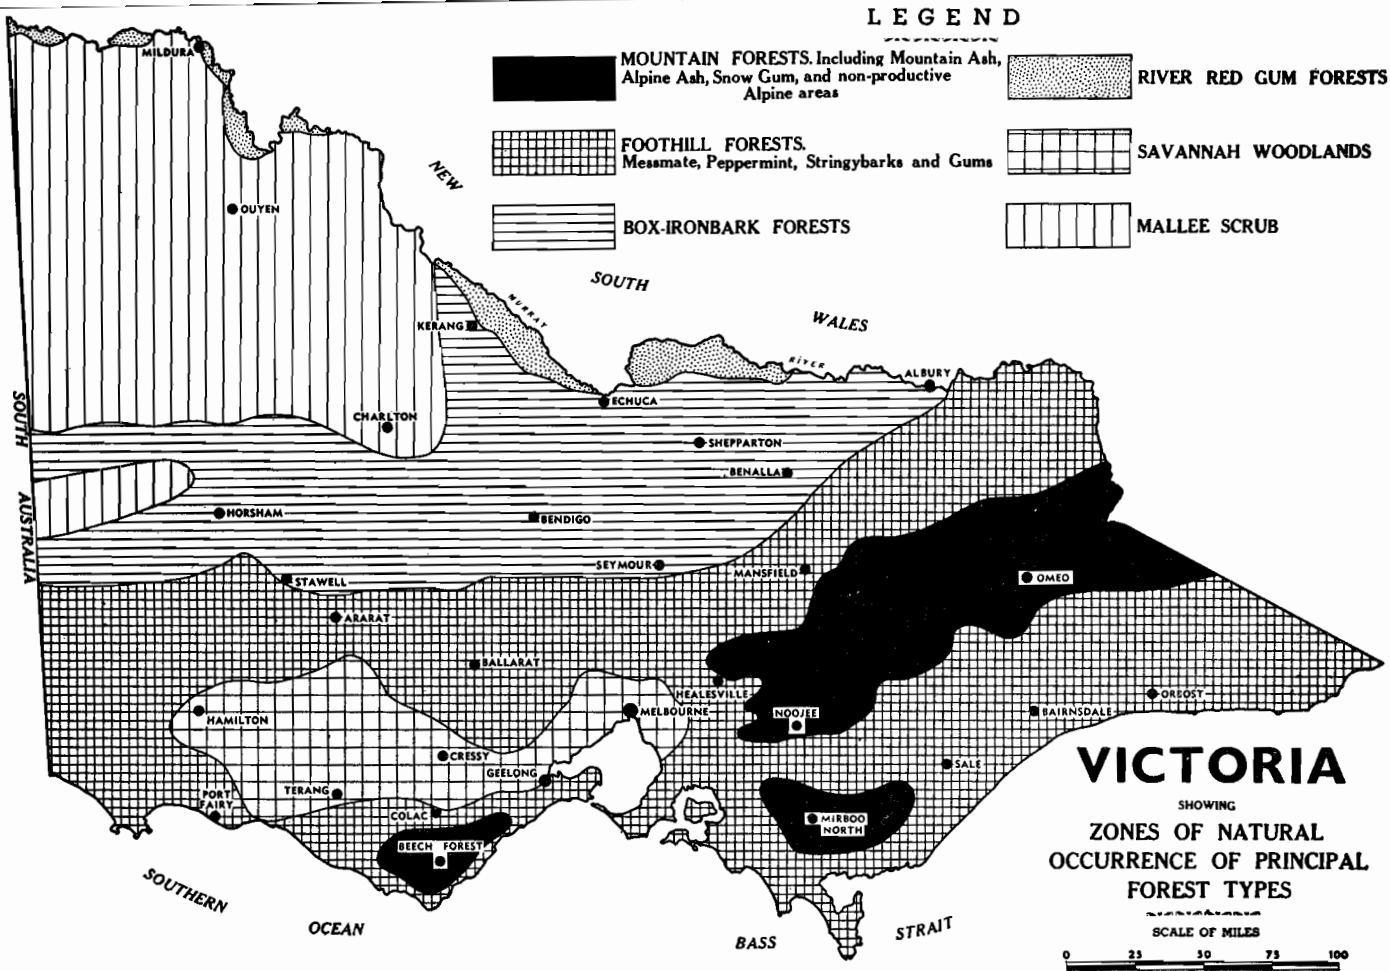 LEGEND
MOUNTAIN FORESTS. Including Mountain Ash,
Alpine Ash, Snow Gum, and non-productive
Alpine areas
FOOTHILL FORESTS.
Messmate, Peppermint, Stringybarks and Gums
BOX-IRONBARK FORESTS
RIVER RED GUM FORESTS
SAVANNAH WOODLANDS
MALLEE SCRUB
MILDURA
OUYEN
NEW
SOUTH
WALES
MURRAY
RIVER
KERANG
ALBURY
ECHUCA
CHARLTON
SHEPPARTON
BENALLA
SOUTH
AUSTRALIA
HORSHAM
BENDIGO
SEYMOUR
MANSFIELD
STAWELL
OMEO
ARARAT
BALLARAT
HEALESVILLE
HAMILTON
MELBOURNE
NOOJEE
BAIRNSDALE
ORBOST
CRESSY
GEELONG
SALE
TERANG
PORT
FAIRY
COLAC
MIRBOO
NORTH
BEECH FOREST
SOUTHERN
OCEAN
BASS
STRAIT
VICTORIA
SHOWING
ZONES OF NATURAL
OCCURRENCE OF PRINCIPAL
FOREST TYPES
SCALE OF MILES
0 25 50 75 100